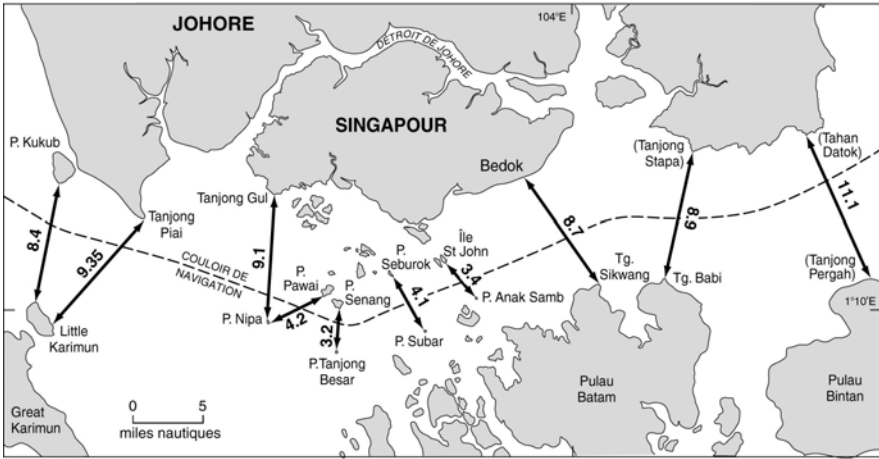 JOHORE
104°E
DÉTROIT DE JOHORE
P. Kukub
SINGAPOUR
(Tanjong
Stapa)
(Tahan
Datok)
Bedok
Tanjong Gul
Tanjong
Piai
8.4
9.35
9.1
8.7
8.9
11.1
COULOIR DE
NAVIGATION
P.
Pawai
P.
Senang
P.
Seburok
Île
St John
3.4
4.1
4.2
3.2
Tg.
Sikwang
Tg. Babi
(Tanjong
Pergah)
P. Anak Samb
1°10'E
Little
Karimun
P. Nipa
P. Subar
P.Tanjong
Besar
Great
Karimun
0 5
miles nautiques
Pulau
Batam
Pulau
Bintan